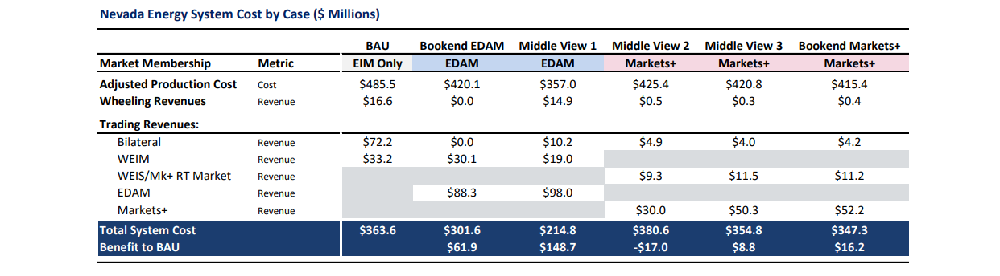 Nevada Energy System Cost by Case ($ Millions)
BAU Bookend EDAM Middle View 1 Middle View 2 Middle View 3 Bookend Markets+
Market Membership Metric EIM Only EDAM EDAM Markets+ Markets+ Markets+
Adjusted Production Cost Cost $485.5 $420.1 $357.0 $425.4 $420.8 $415.4
Wheeling Revenues Revenue $16.6 $0.0 $14.9 $0.5 $0.3 $0.4
Trading Revenues:
Bilateral Revenue $72.2 $0.0 $10.2 $4.9 $4.0 $4.2
WEIM Revenue $33.2 $30.1 $19.0
WEIS/Mk+ RT Market Revenue $9.3 $11.5 $11.2
EDAM Revenue $88.3 $98.0
Markets+ Revenue $30.0 $50.3 $52.2
Total System Cost $363.6 $301.6 $214.8 $380.6 $354.8 $347.3
Benefit to BAU $61.9 $148.7 -$17.0 $8.8 $16.2